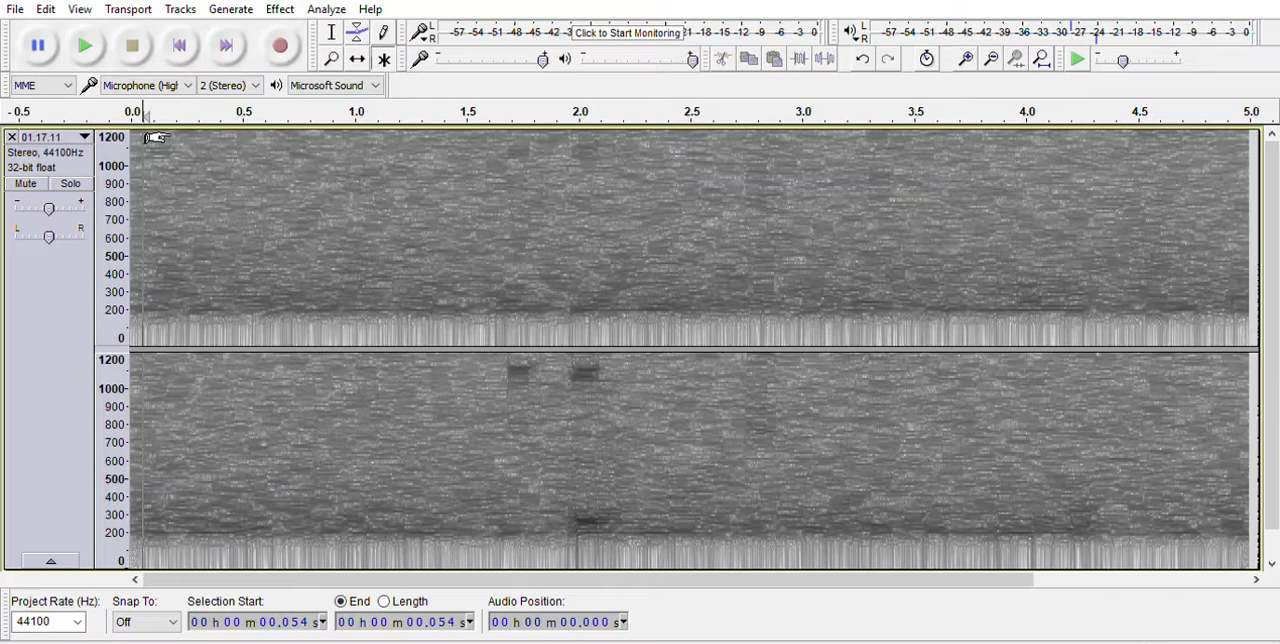 File Edit View Transport Tracks Generate Effect Analyze Help
L R -57 -54 -51 -48 -45 -42 -3 Click to Start Monitoring 21 -18 -15 -12 -9 -6 -3 0 L R -57 -54 -51 -48 -45 -42 -39 -36 -33 -30 -27 -24 -21 -18 -15 -12 -9 -6 -3 0
- + - + - +
MME Microphone (Higl 2 (Stereo) Microsoft Sound
-0.5 0.0 0.5 1.0 1.5 2.0 2.5 3.0 3.5 4.0 4.5 5.0
X 01.17.11
Stereo, 44100Hz
32-bit float
Mute Solo
- +
L R
1200
1000
900
800
700
600
500
400
300
200
0
1200
1000
900
800
700
600
500
400
300
200
0
Project Rate (Hz): Snap To: Selection Start: End Length Audio Position:
44100 Off 00 h 00 m 00.054 s 00 h 00 m 00.054 s 00 h 00 m 00.000 s